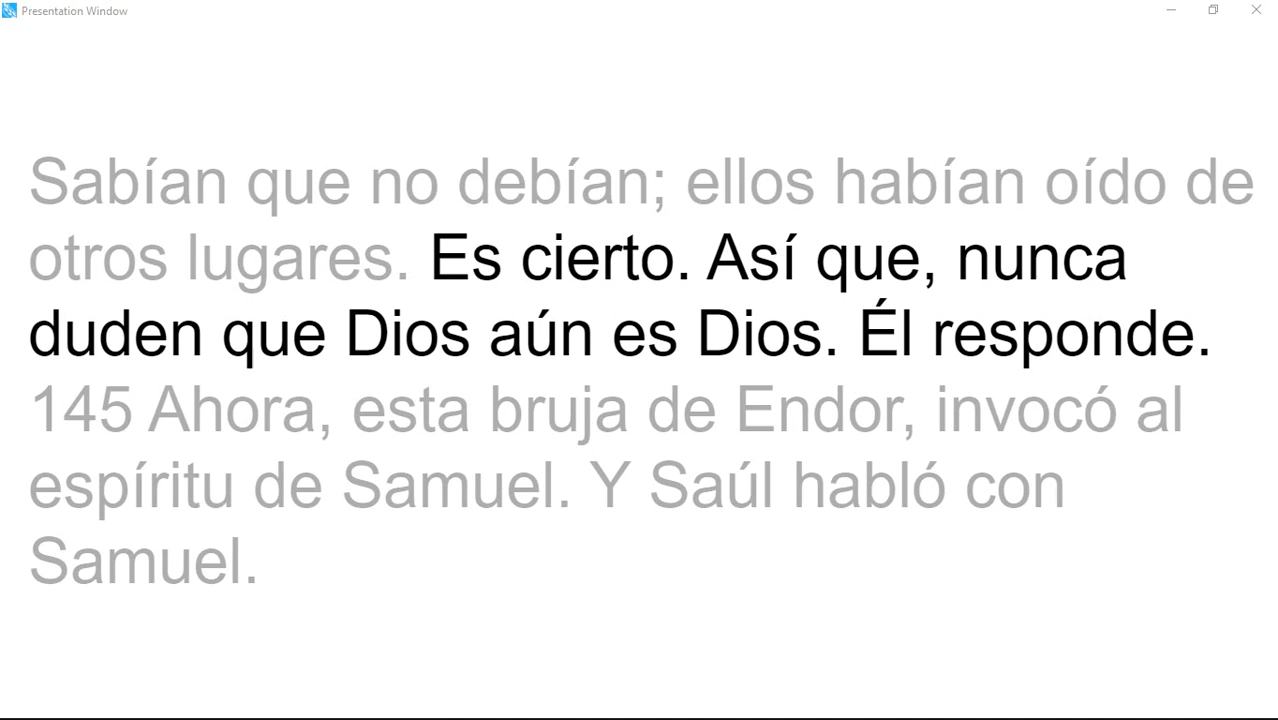 Presentation Window
Sabían que no debían; ellos habían oído de
otros lugares. Es cierto. Así que, nunca
duden que Dios aún es Dios. Él responde.
145 Ahora, esta bruja de Endor, invocó al
espíritu de Samuel. Y Saúl habló con
Samuel.